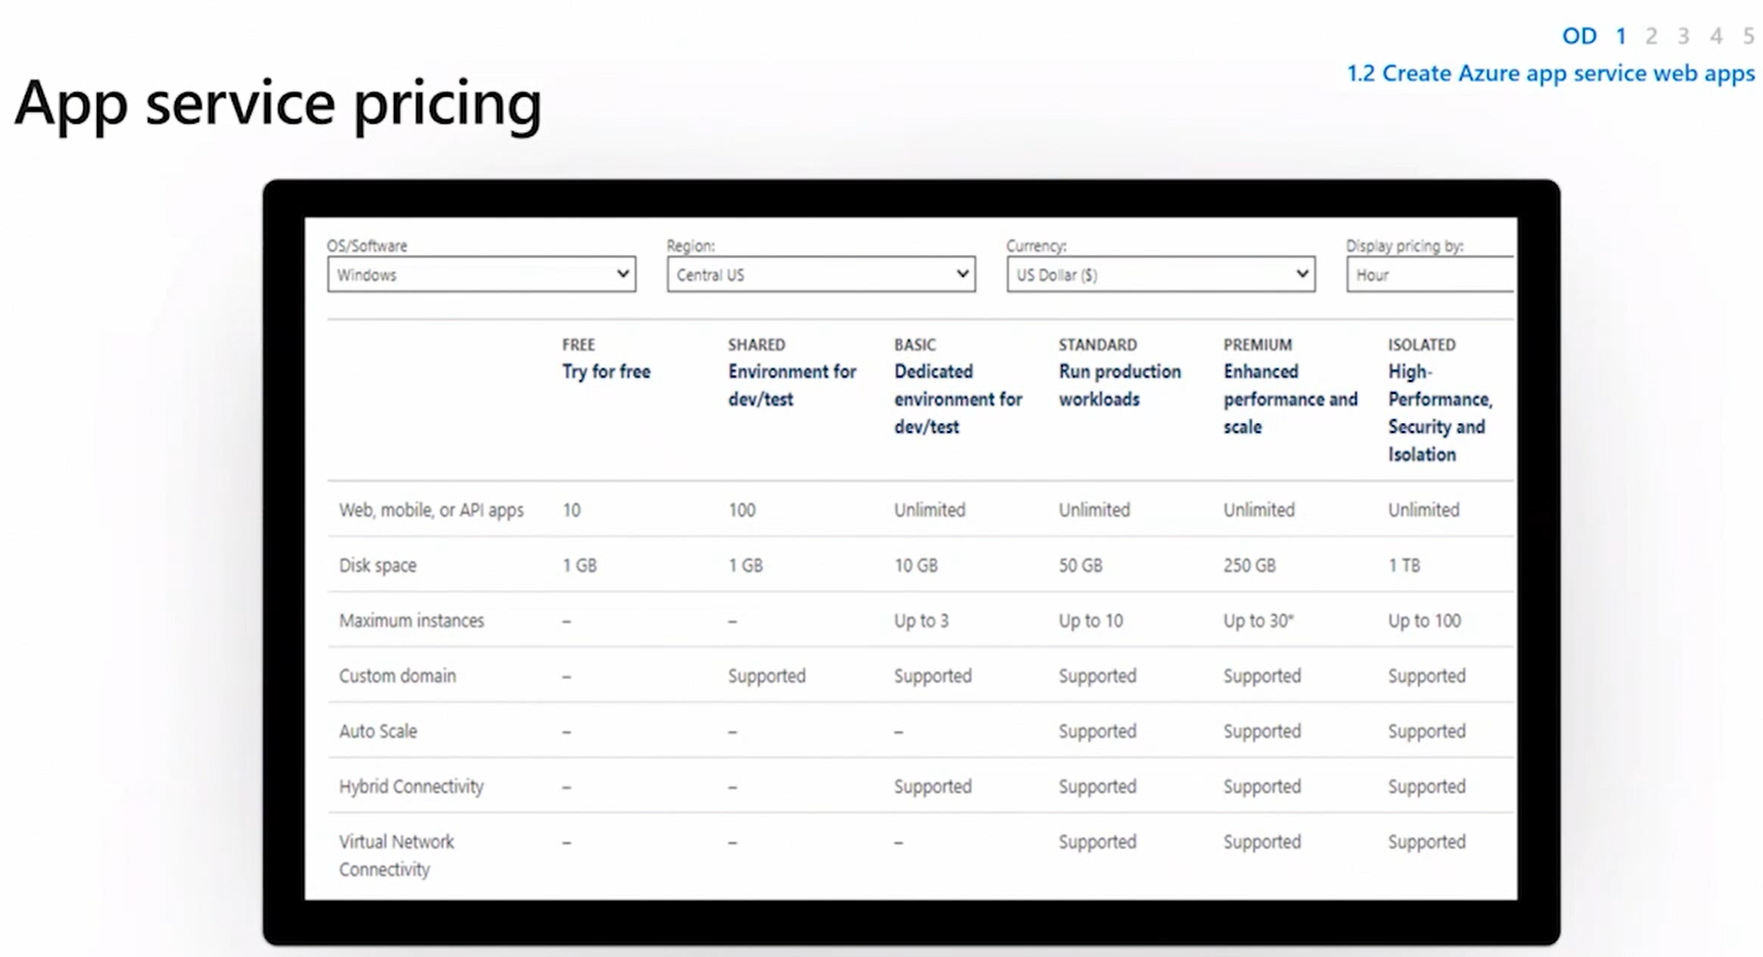 OD 1 2 3 4 5
1.2 Create Azure app service web apps
App service pricing
OS/Software Region: Currency: Display pricing by:
Windows Central US US Dollar ($) Hour
FREE SHARED BASIC STANDARD PREMIUM ISOLATED
Try for free Environment for Dedicated Run production Enhanced High-
dev/test environment for workloads performance and Performance,
dev/test scale Security and
Isolation
Web, mobile, or API apps 10 100 Unlimited Unlimited Unlimited Unlimited
Disk space 1 GB 1 GB 10 GB 50 GB 250 GB 1 TB
Maximum instances – – Up to 3 Up to 10 Up to 30* Up to 100
Custom domain – Supported Supported Supported Supported Supported
Auto Scale – – – Supported Supported Supported
Hybrid Connectivity – – Supported Supported Supported Supported
Virtual Network – – – Supported Supported Supported
Connectivity